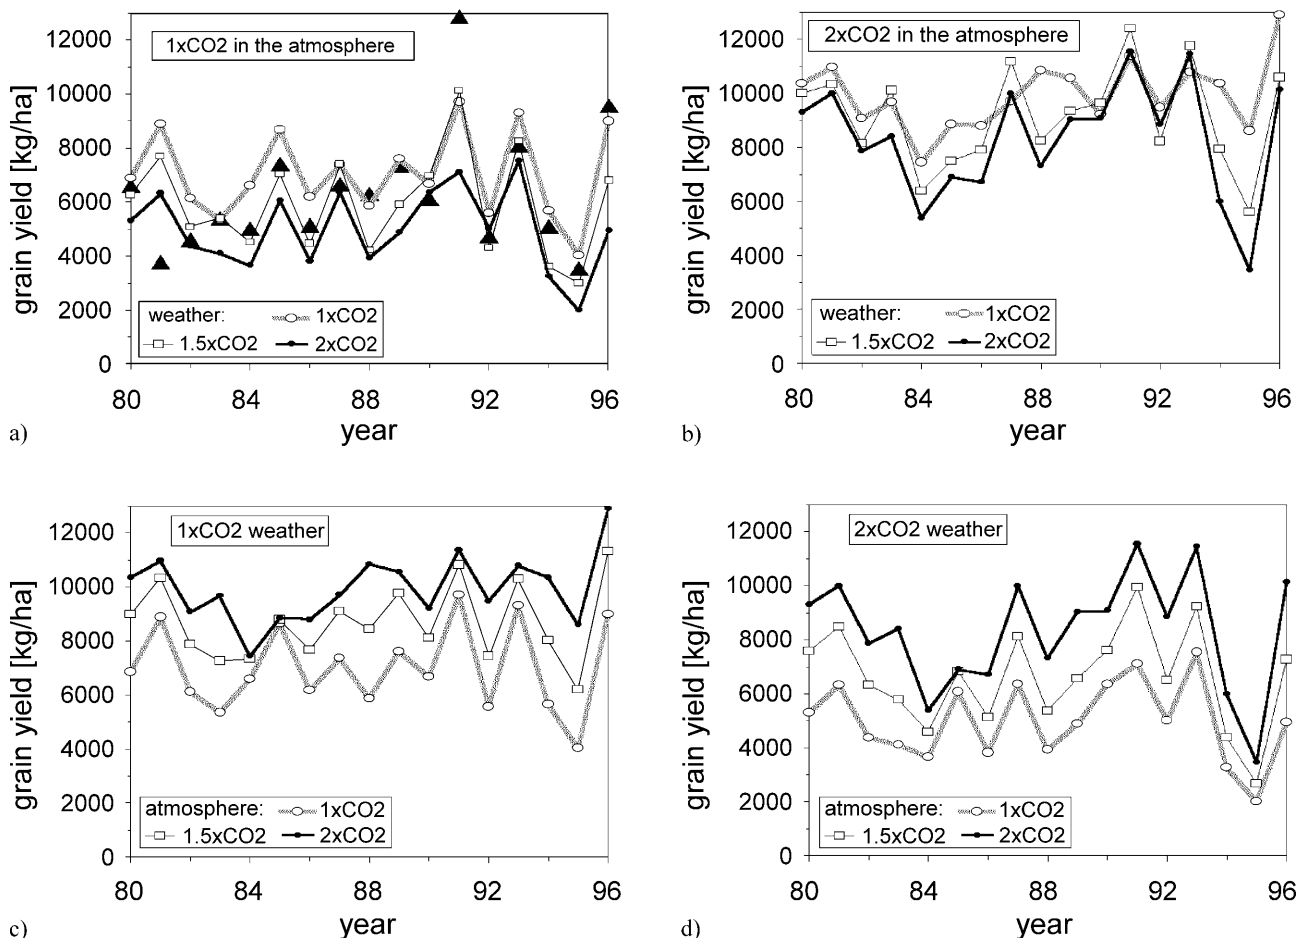 1xCO2 in the atmosphere
grain yield [kg/ha]
12000
10000
8000
6000
4000
2000
0
weather:
1xCO2
1.5xCO2
2xCO2
80 84 88 92 96
year
a)
2xCO2 in the atmosphere
grain yield [kg/ha]
12000
10000
8000
6000
4000
2000
0
weather:
1xCO2
1.5xCO2
2xCO2
80 84 88 92 96
year
b)
1xCO2 weather
grain yield [kg/ha]
12000
10000
8000
6000
4000
2000
0
atmosphere:
1xCO2
1.5xCO2
2xCO2
80 84 88 92 96
year
c)
2xCO2 weather
grain yield [kg/ha]
12000
10000
8000
6000
4000
2000
0
atmosphere:
1xCO2
1.5xCO2
2xCO2
80 84 88 92 96
year
d)